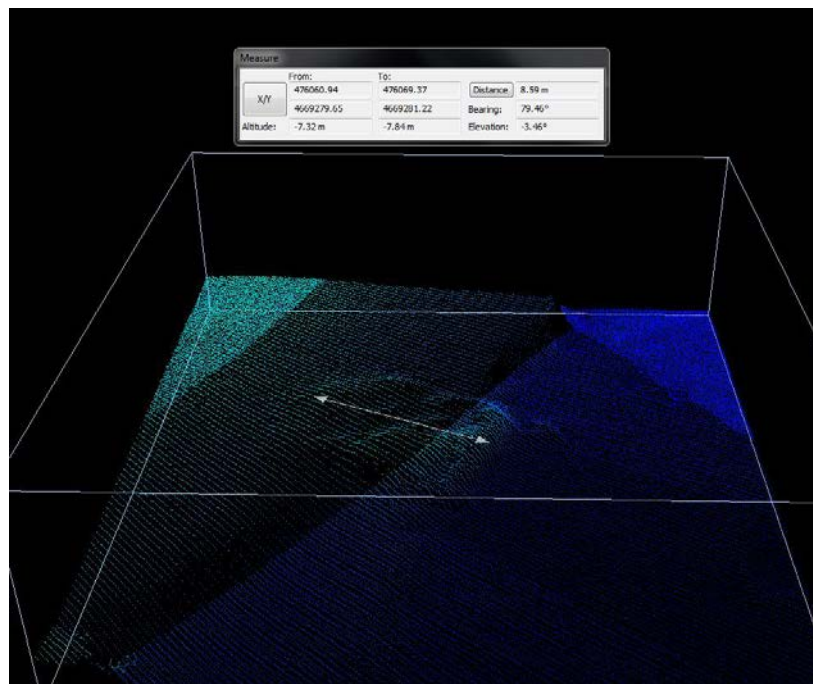 Measure
From: To:
X/Y 476060.94 476069.37 Distance 8.59 m
4669279.65 4669281.22 Bearing: 79.46°
Altitude: -7.32 m -7.84 m Elevation: -3.46°